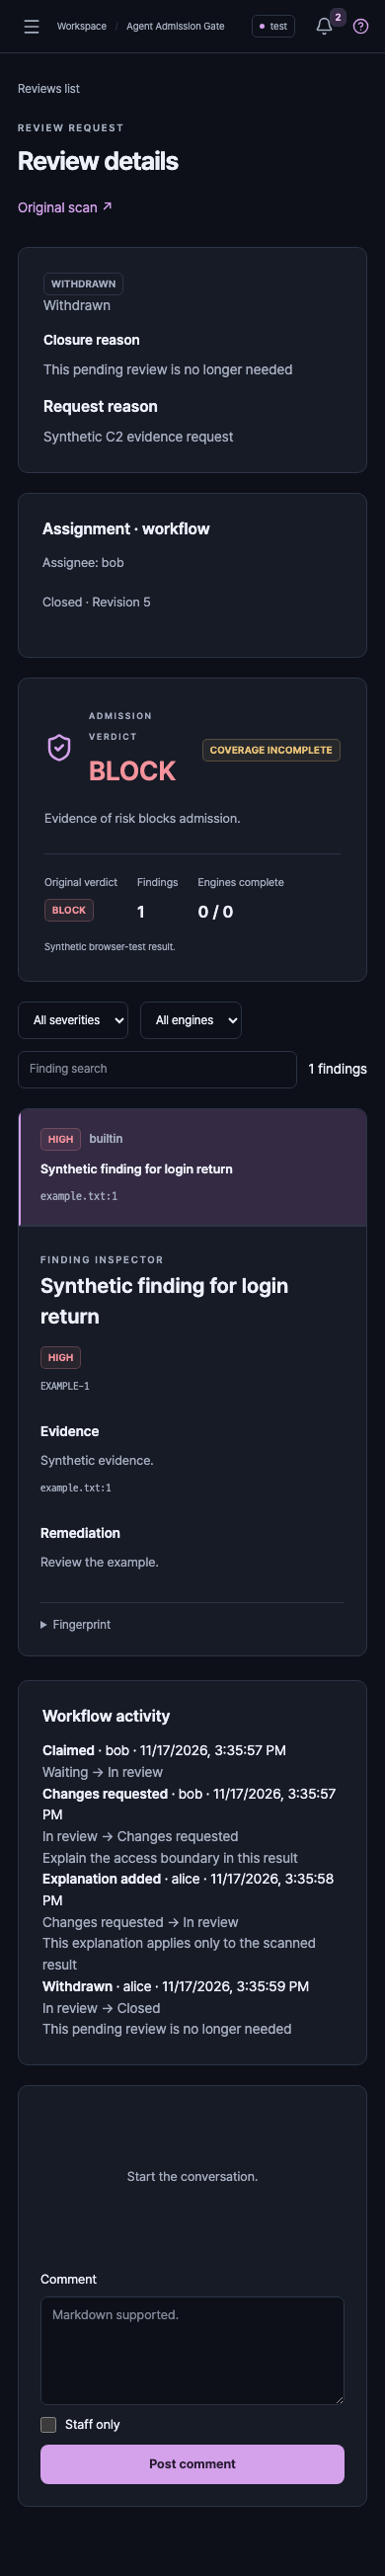 Workspace / Agent Admission Gate
test
2
Reviews list
REVIEW REQUEST
Review details
Original scan ↗
WITHDRAWN
Withdrawn
Closure reason
This pending review is no longer needed
Request reason
Synthetic C2 evidence request
Assignment · workflow
Assignee: bob
Closed · Revision 5
ADMISSION
VERDICT
BLOCK
COVERAGE INCOMPLETE
Evidence of risk blocks admission.
Original verdict
Findings
Engines complete
BLOCK
1
0 / 0
Synthetic browser-test result.
All severities
All engines
Finding search
1 findings
HIGH builtin
Synthetic finding for login return
example.txt:1
FINDING INSPECTOR
Synthetic finding for login
return
HIGH
EXAMPLE-1
Evidence
Synthetic evidence.
example.txt:1
Remediation
Review the example.
Fingerprint
Workflow activity
Claimed · bob · 11/17/2026, 3:35:57 PM
Waiting → In review
Changes requested · bob · 11/17/2026, 3:35:57
PM
In review → Changes requested
Explain the access boundary in this result
Explanation added · alice · 11/17/2026, 3:35:58
PM
Changes requested → In review
This explanation applies only to the scanned
result
Withdrawn · alice · 11/17/2026, 3:35:59 PM
In review → Closed
This pending review is no longer needed
Start the conversation.
Comment
Markdown supported.
Staff only
Post comment